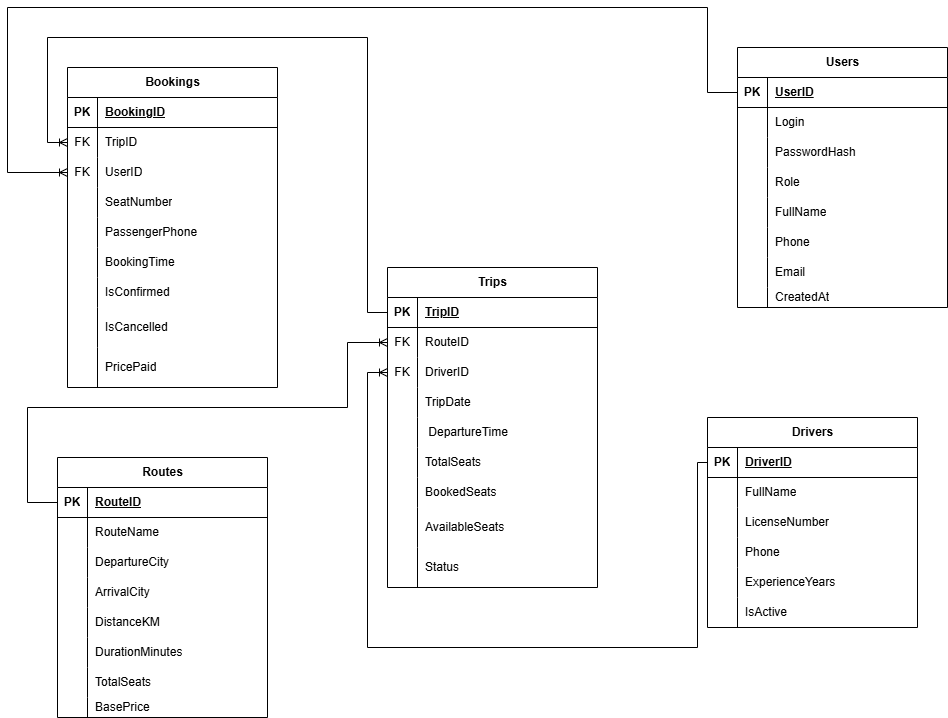 Bookings
PK BookingID
FK TripID
FK UserID
SeatNumber
PassengerPhone
BookingTime
IsConfirmed
IsCancelled
PricePaid
Users
PK UserID
Login
PasswordHash
Role
FullName
Phone
Email
CreatedAt
Trips
PK TripID
FK RouteID
FK DriverID
TripDate
DepartureTime
TotalSeats
BookedSeats
AvailableSeats
Status
Routes
PK RouteID
RouteName
DepartureCity
ArrivalCity
DistanceKM
DurationMinutes
TotalSeats
BasePrice
Drivers
PK DriverID
FullName
LicenseNumber
Phone
ExperienceYears
IsActive